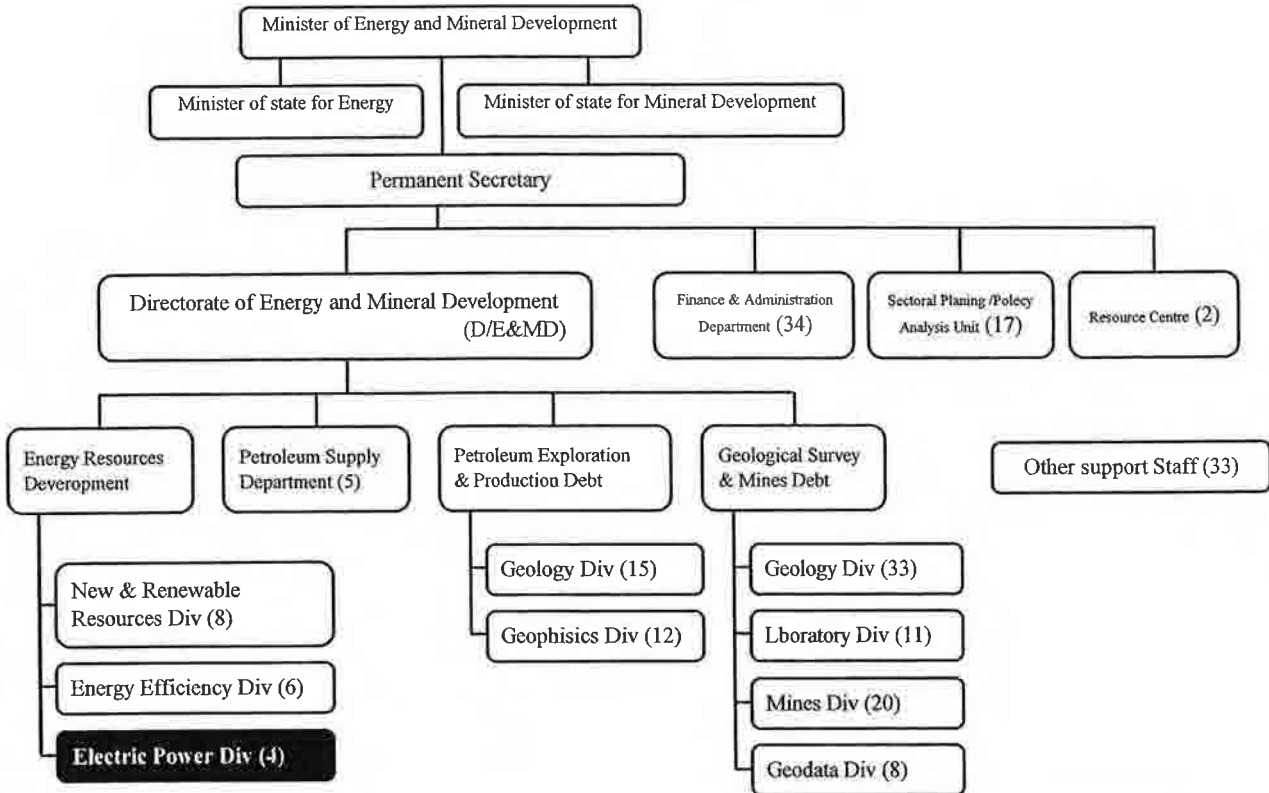 Minister of Energy and Mineral Development
Minister of state for Energy
Minister of state for Mineral Development
Permanent Secretary
Directorate of Energy and Mineral Development
(D/E&MD)
Finance & Administration
Department (34)
Sectoral Planing /Polecy
Analysis Unit (17)
Resource Centre (2)
Energy Resources
Deveropment
Petroleum Supply
Department (5)
Petroleum Exploration
& Production Debt
Geological Survey
& Mines Debt
Other support Staff (33)
New & Renewable
Resources Div (8)
Energy Efficiency Div (6)
Electric Power Div (4)
Geology Div (15)
Geophisics Div (12)
Geology Div (33)
Lboratory Div (11)
Mines Div (20)
Geodata Div (8)